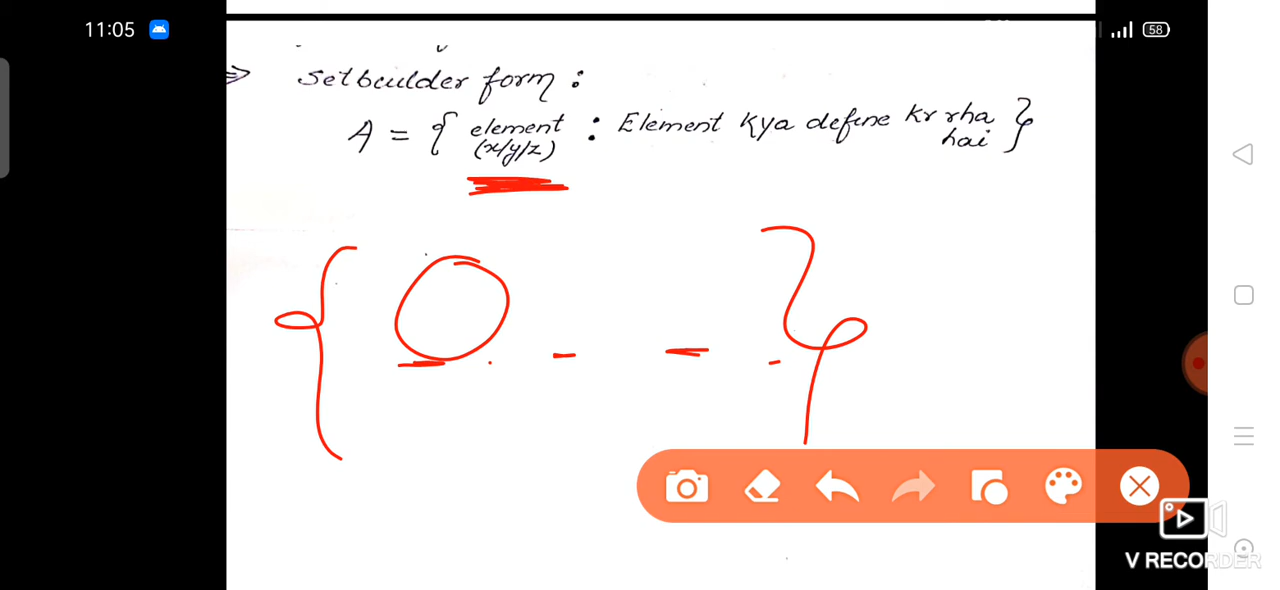 11:05
58
⇒ Setbuilder form :
A = { element : Element Kya define kr rha
(x/y/z) hai }
{ }
V RECORDER